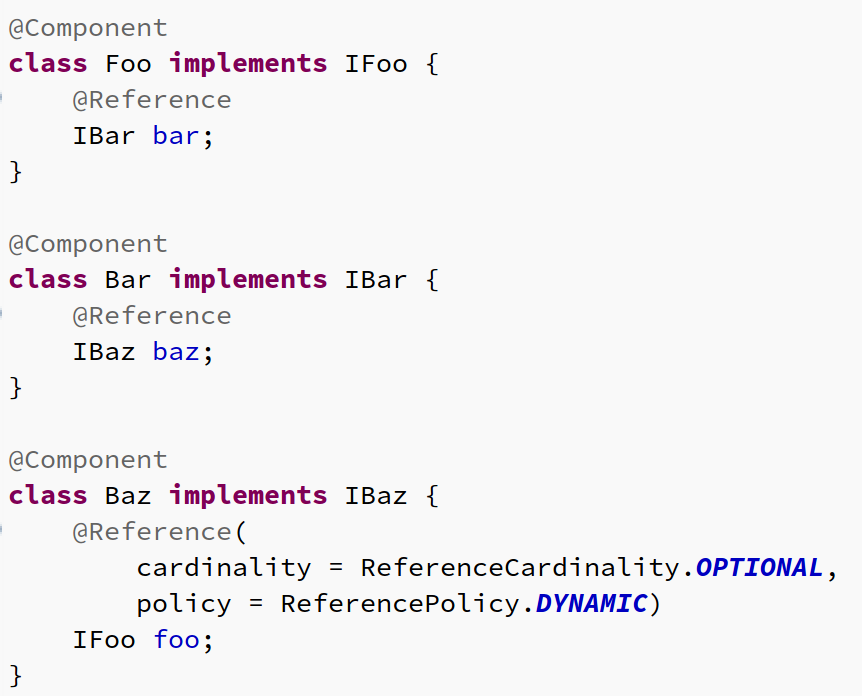 @Component
class Foo implements IFoo {
    @Reference
    IBar bar;
}

@Component
class Bar implements IBar {
    @Reference
    IBaz baz;
}

@Component
class Baz implements IBaz {
    @Reference(
        cardinality = ReferenceCardinality.OPTIONAL,
        policy = ReferencePolicy.DYNAMIC)
    IFoo foo;
}